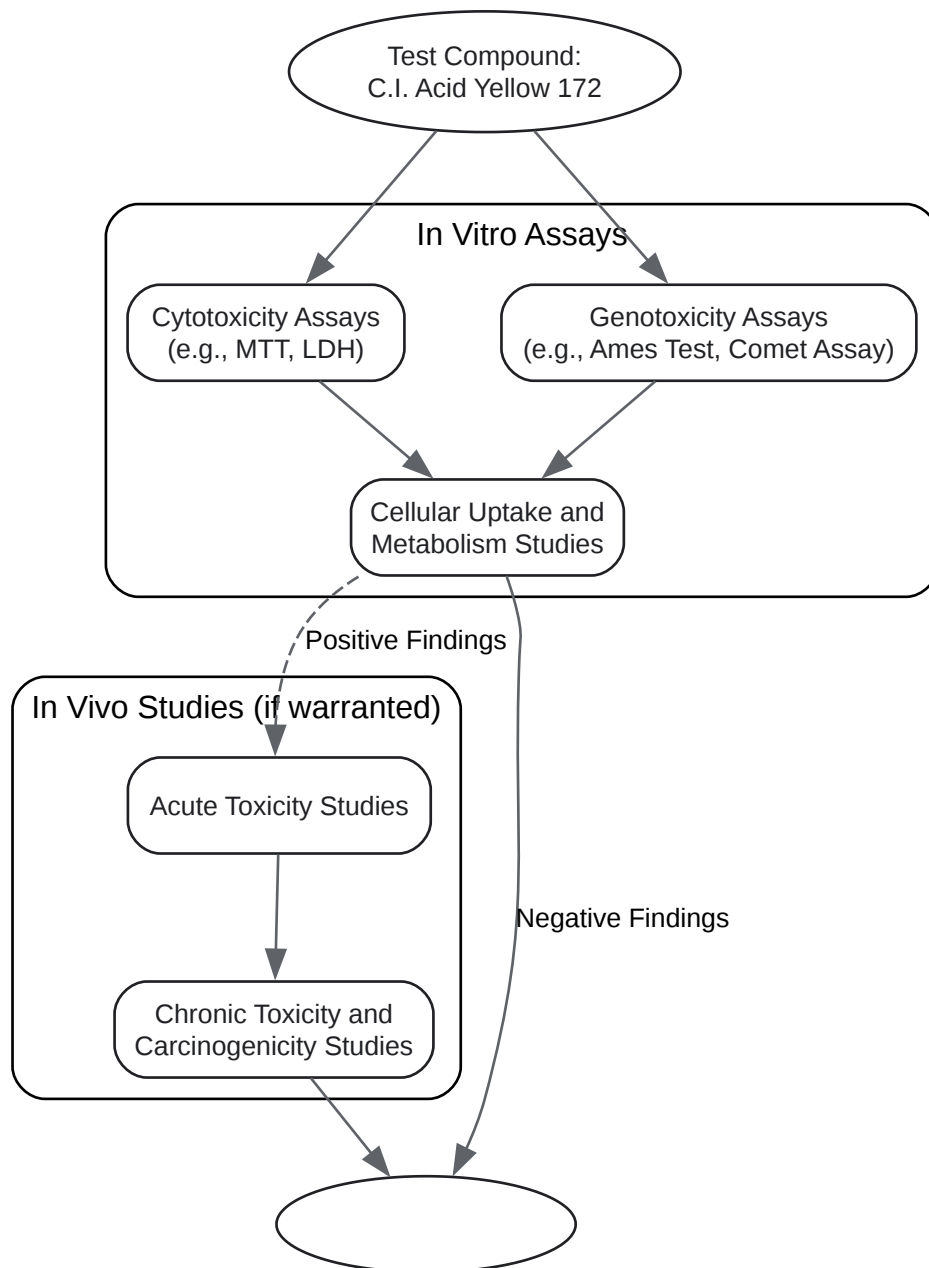 Test Compound:
C.I. Acid Yellow 172
In Vitro Assays
Cytotoxicity Assays
(e.g., MTT, LDH)
Genotoxicity Assays
(e.g., Ames Test, Comet Assay)
Cellular Uptake and
Metabolism Studies
Positive Findings
In Vivo Studies (if warranted)
Acute Toxicity Studies
Negative Findings
Chronic Toxicity and
Carcinogenicity Studies